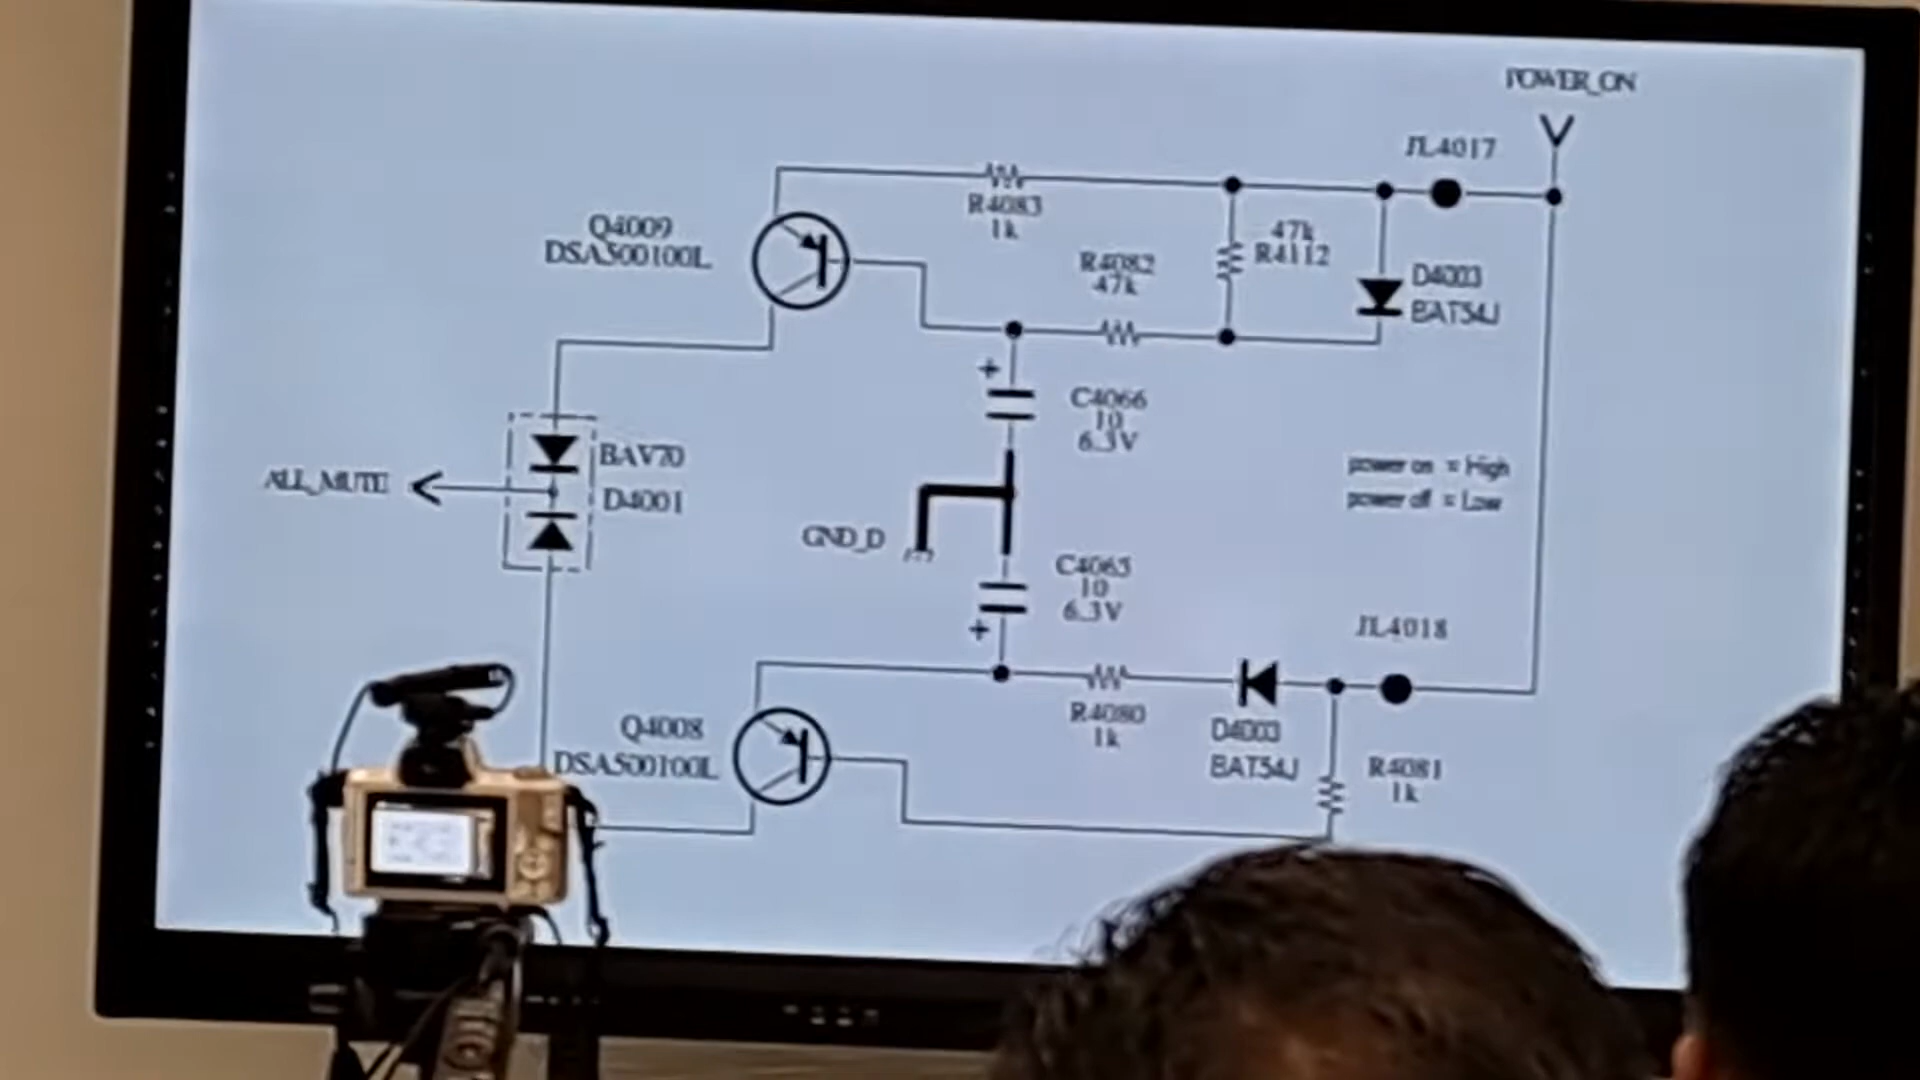 POWER_ON
JL4017
Q4009
DSA500100L
R4083
1k
47k
R4112
R4082
47k
D4003
BAT54J
+
C4066
10
6.3V
BAV70
D4001
ALL_MUTE
power on = High
power off = Low
GND_D
C4065
10
6.3V
+
JL4018
Q4008
DSA500100L
R4080
1k
D4003
BAT54J
R4081
1k